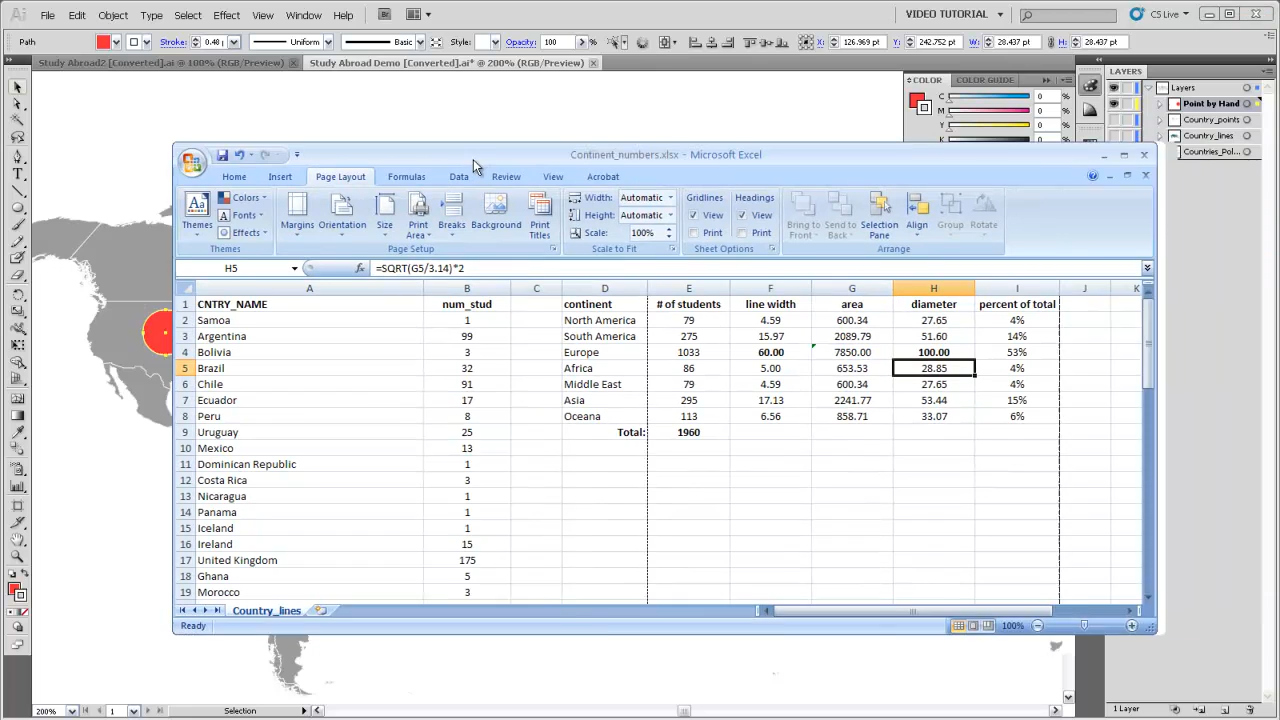 Ai File Edit Object Type Select Effect View Window Help Br VIDEO TUTORIAL CS Live
Path Stroke: 0.48 Uniform Basic Style: Opacity: 100 % X: 126.969 pt Y: 242.752 pt W: 28.437 pt H: 28.437 pt
Study Abroad2 [Converted].ai @ 100% (RGB/Preview) Study Abroad Demo [Converted].ai* @ 200% (RGB/Preview)
COLOR COLOR GUIDE LAYERS
C 0 % Layers
M 0 % Point by Hand
Y 0 % Country_points
K Country_lines
Countries_Pol...
Continent_numbers.xlsx - Microsoft Excel
Home Insert Page Layout Formulas Data Review View Acrobat
Themes Colors Fonts Effects Margins Orientation Size Print Area Breaks Background Print Titles Width: Automatic Height: Automatic Scale: 100% Gridlines View Print Headings View Print Bring to Front Send to Back Selection Pane Align Group Rotate
Themes Page Setup Scale to Fit Sheet Options Arrange
H5 fx =SQRT(G5/3.14)*2
A B C D E F G H I J K
1 CNTRY_NAME num_stud continent # of students line width area diameter percent of total
2 Samoa 1 North America 79 4.59 600.34 27.65 4%
3 Argentina 99 South America 275 15.97 2089.79 51.60 14%
4 Bolivia 3 Europe 1033 60.00 7850.00 100.00 53%
5 Brazil 32 Africa 86 5.00 653.53 28.85 4%
6 Chile 91 Middle East 79 4.59 600.34 27.65 4%
7 Ecuador 17 Asia 295 17.13 2241.77 53.44 15%
8 Peru 8 Oceana 113 6.56 858.71 33.07 6%
9 Uruguay 25 Total: 1960
10 Mexico 13
11 Dominican Republic 1
12 Costa Rica 3
13 Nicaragua 1
14 Panama 1
15 Iceland 1
16 Ireland 15
17 United Kingdom 175
18 Ghana 5
19 Morocco 3
Country_lines
Ready 100%
200% 1 Selection 1 Layer